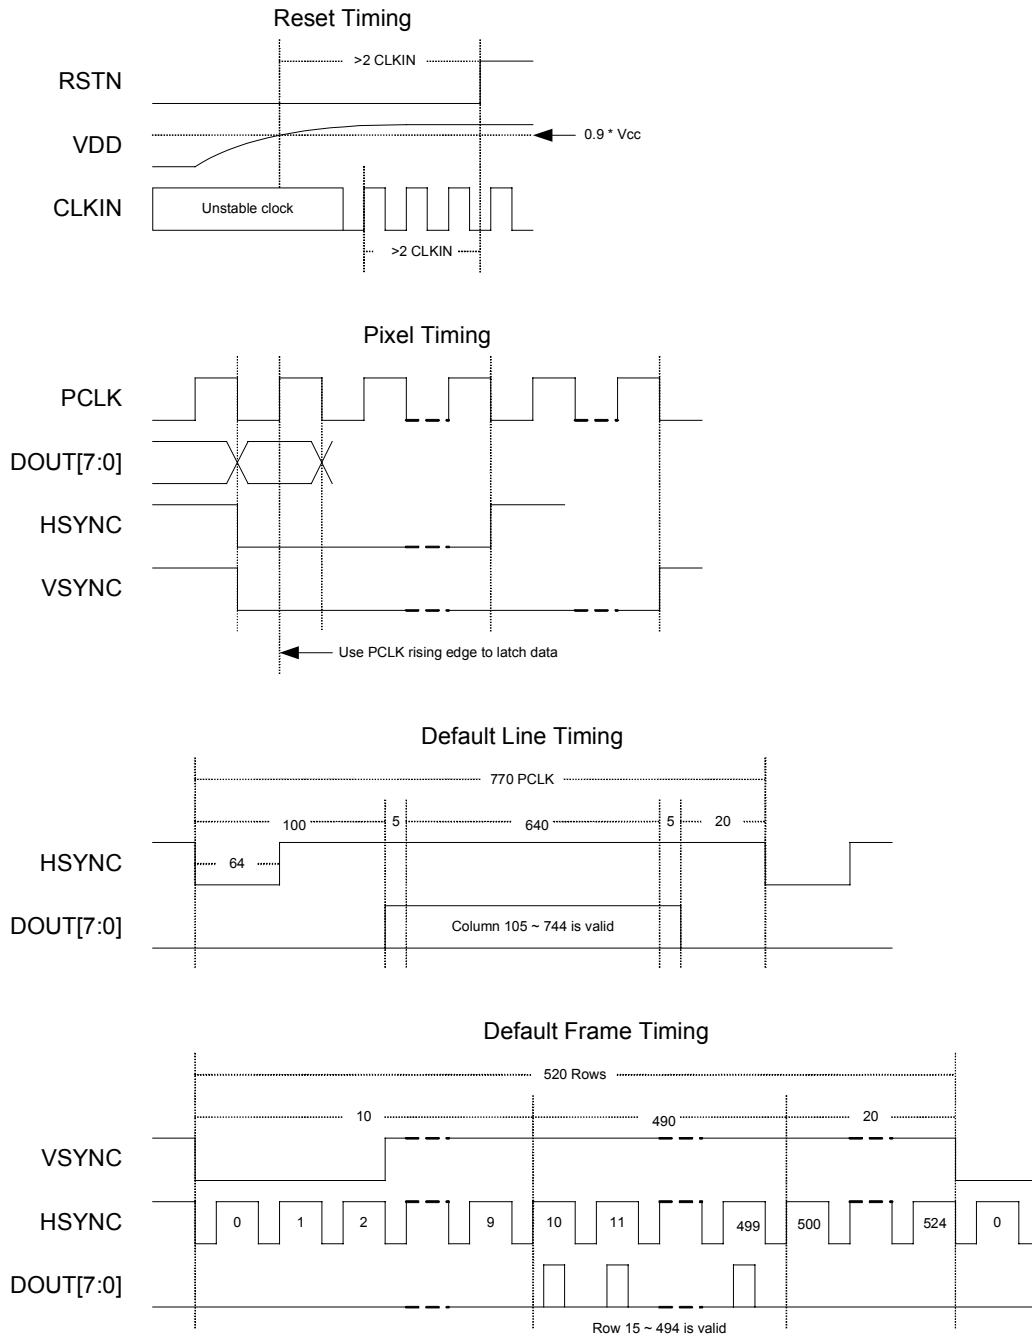 Reset Timing
>2 CLKIN
RSTN
VDD
0.9 * Vcc
CLKIN
Unstable clock
>2 CLKIN
Pixel Timing
PCLK
DOUT[7:0]
HSYNC
VSYNC
Use PCLK rising edge to latch data
Default Line Timing
770 PCLK
100 5 640 5 20
HSYNC
64
DOUT[7:0]
Column 105 ~ 744 is valid
Default Frame Timing
520 Rows
10 490 20
VSYNC
HSYNC
0 1 2 9 10 11 499 500 524 0
DOUT[7:0]
Row 15 ~ 494 is valid